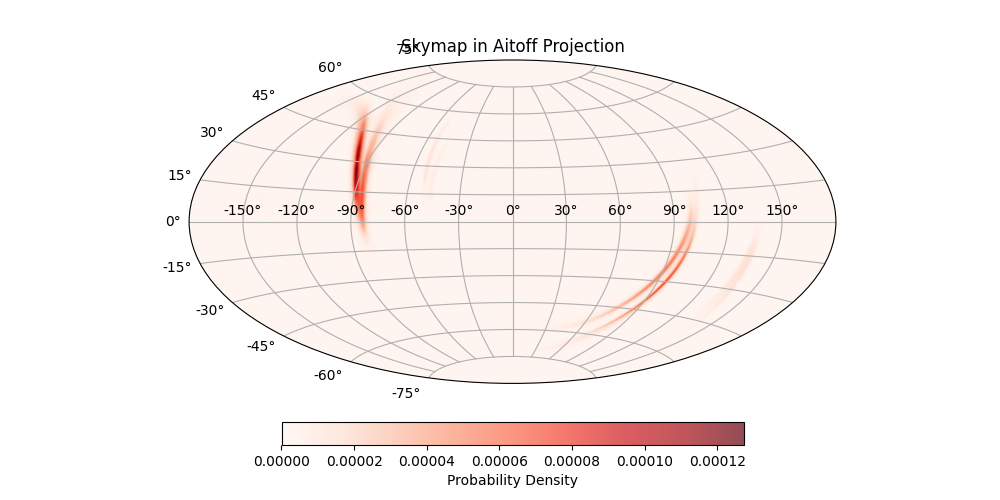 75°
Skymap in Aitoff Projection
60°
45°
30°
15°
-150° -120° -90° -60° -30° 0° 30° 60° 90° 120° 150°
0°
-15°
-30°
-45°
-60°
-75°
0.00000 0.00002 0.00004 0.00006 0.00008 0.00010 0.00012
Probability Density